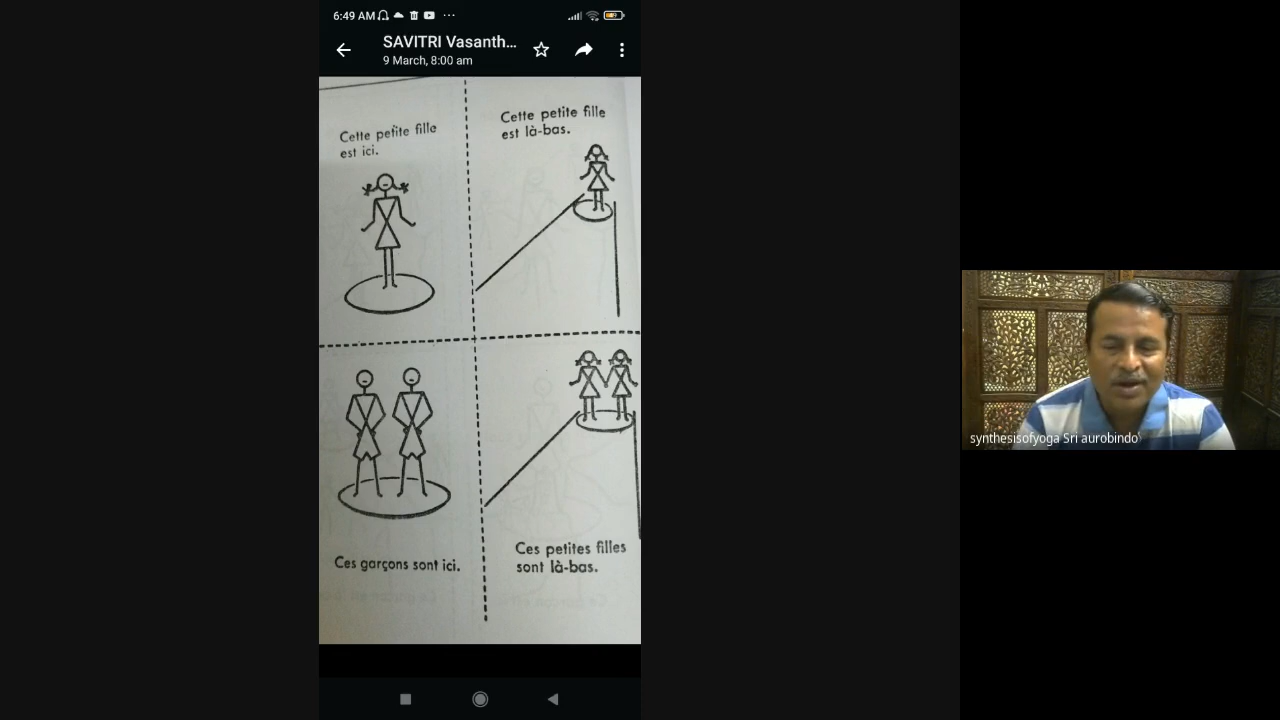 6:49 AM
SAVITRI Vasanth...
9 March, 8:00 am
Cette petite fille
est ici.
Cette petite fille
est là-bas.
Ces garçons sont ici.
Ces petites filles
sont là-bas.
synthesisofyoga Sri aurobindo